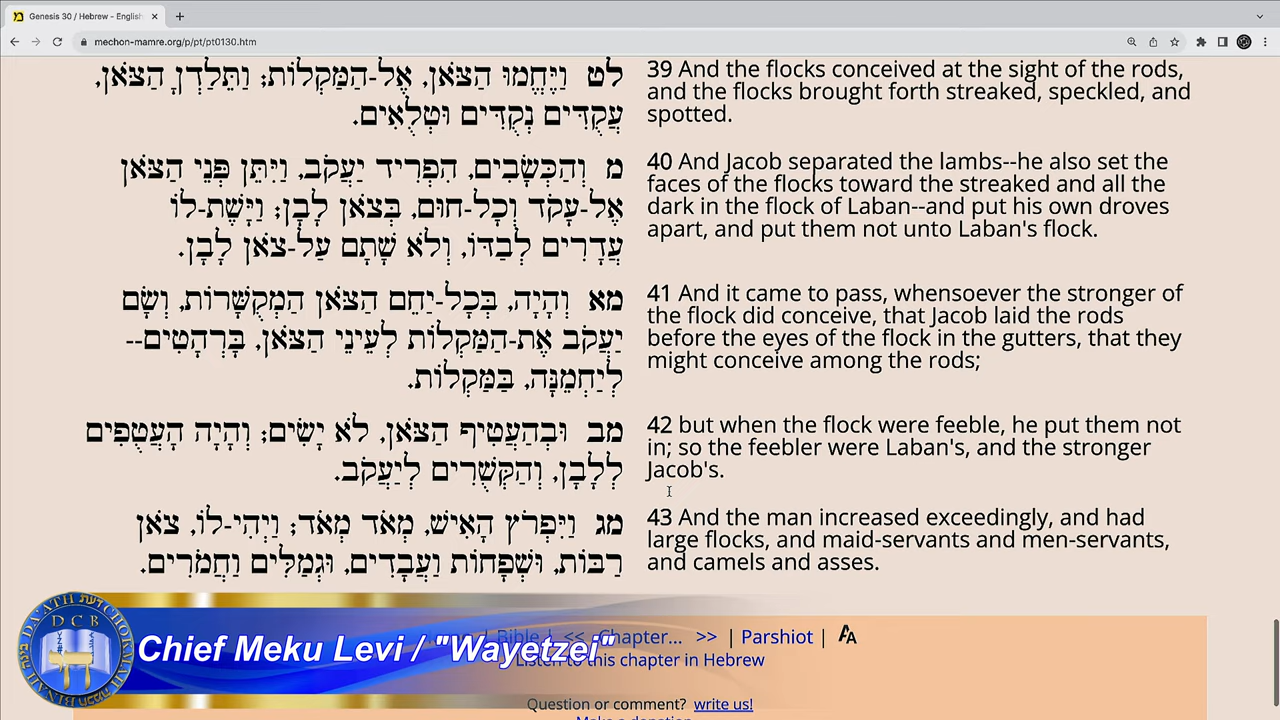 Genesis 30 / Hebrew - English
mechon-mamre.org/p/pt/pt0130.htm
לט וַיֶּחֱמוּ הַצֹּאן, אֶל-הַמַּקְלוֹת; וַתֵּלַדְןָ הַצֹּאן,
עֲקֻדִּים נְקֻדִּים וּטְלֻאִים.
39 And the flocks conceived at the sight of the rods,
and the flocks brought forth streaked, speckled, and
spotted.
מ וְהַכְּשָׂבִים, הִפְרִיד יַעֲקֹב, וַיִּתֵּן פְּנֵי הַצֹּאן
אֶל-עָקֹד וְכָל-חוּם, בְּצֹאן לָבָן; וַיָּשֶׁת-לוֹ
עֲדָרִים לְבַדּוֹ, וְלֹא שָׁתָם עַל-צֹאן לָבָן.
40 And Jacob separated the lambs--he also set the
faces of the flocks toward the streaked and all the
dark in the flock of Laban--and put his own droves
apart, and put them not unto Laban's flock.
מא וְהָיָה, בְּכָל-יַחֵם הַצֹּאן הַמְקֻשָּׁרוֹת, וְשָׂם
יַעֲקֹב אֶת-הַמַּקְלוֹת לְעֵינֵי הַצֹּאן, בָּרְהָטִים--
לְיַחְמֵנָּה, בַּמַּקְלוֹת.
41 And it came to pass, whensoever the stronger of
the flock did conceive, that Jacob laid the rods
before the eyes of the flock in the gutters, that they
might conceive among the rods;
מב וּבְהַעֲטִיף הַצֹּאן, לֹא יָשִׂים; וְהָיָה הָעֲטֻפִים
לְלָבָן, וְהַקְּשֻׁרִים לְיַעֲקֹב.
42 but when the flock were feeble, he put them not
in; so the feebler were Laban's, and the stronger
Jacob's.
מג וַיִּפְרֹץ הָאִישׁ, מְאֹד מְאֹד; וַיְהִי-לוֹ, צֹאן
רַבּוֹת, וּשְׁפָחוֹת וַעֲבָדִים, וּגְמַלִּים וַחֲמֹרִים.
43 And the man increased exceedingly, and had
large flocks, and maid-servants and men-servants,
and camels and asses.
Bible | << Chapter... >> | Parshiot |
Listen to this chapter in Hebrew
Question or comment? write us!
Make a donation
DCB
Chief Meku Levi / "Wayetzei"